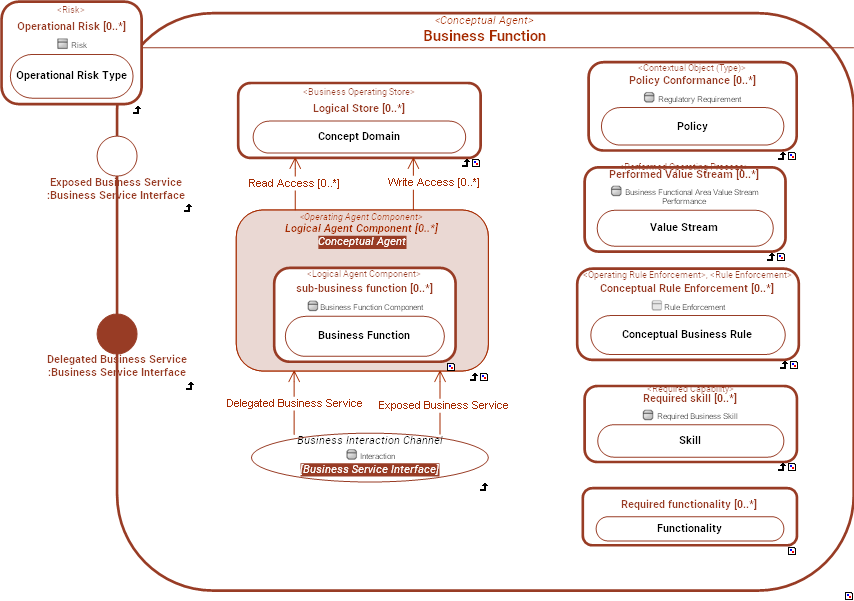 <Risk>
Operational Risk [0..*]
Risk
Operational Risk Type
<Conceptual Agent>
Business Function
Exposed Business Service
:Business Service Interface
Delegated Business Service
:Business Service Interface
<Business Operating Store>
Logical Store [0..*]
Concept Domain
Read Access [0..*]
Write Access [0..*]
<Operating Agent Component>
Logical Agent Component [0..*]
Conceptual Agent
<Logical Agent Component>
sub-business function [0..*]
Business Function Component
Business Function
Delegated Business Service
Exposed Business Service
Business Interaction Channel
Interaction
[Business Service Interface]
<Contextual Object (Type)>
Policy Conformance [0..*]
Regulatory Requirement
Policy
<Performed Operating Process>
Performed Value Stream [0..*]
Business Functional Area Value Stream
Performance
Value Stream
<Operating Rule Enforcement>, <Rule Enforcement>
Conceptual Rule Enforcement [0..*]
Rule Enforcement
Conceptual Business Rule
<Required Capability>
Required skill [0..*]
Required Business Skill
Skill
Required functionality [0..*]
Functionality